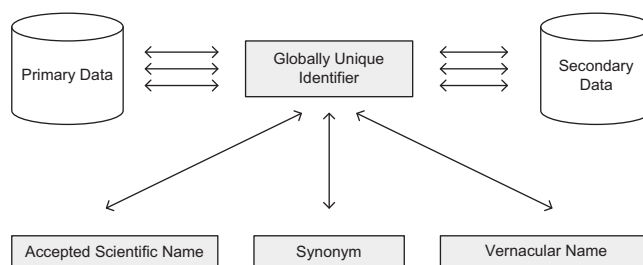 Primary Data
Globally Unique
Identifier
Secondary
Data
Accepted Scientific Name
Synonym
Vernacular Name